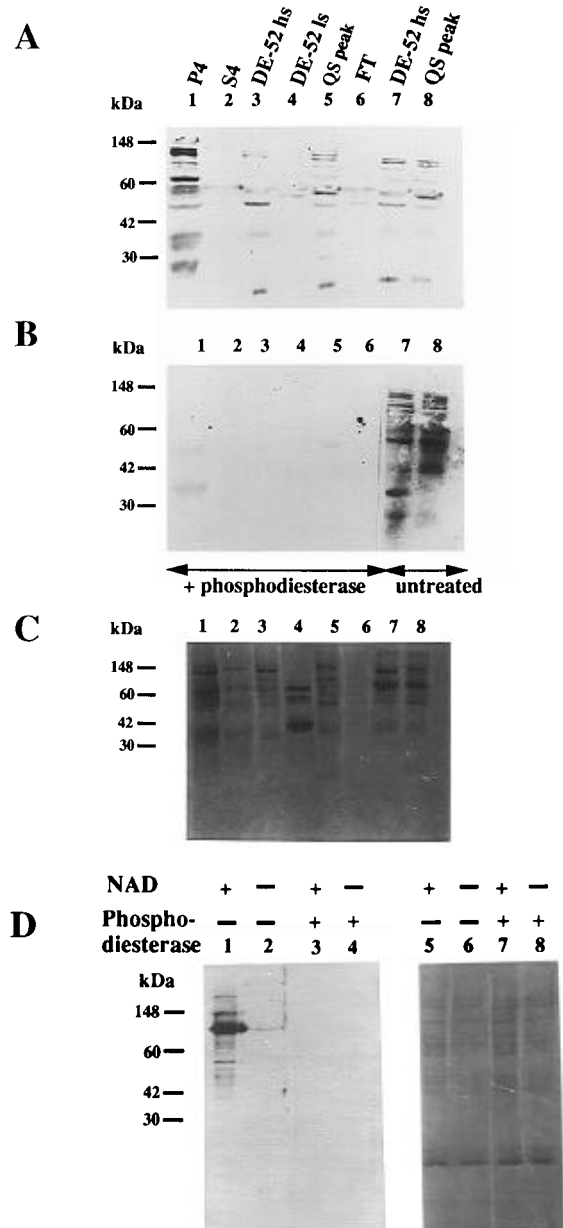 A
P4 S4 DE-52 hs DE-52 ls QS peak FT DE-52 hs QS peak
kDa 1 2 3 4 5 6 7 8
148
60
42
30
B
kDa 1 2 3 4 5 6 7 8
148
60
42
30
+ phosphodiesterase untreated
C
kDa 1 2 3 4 5 6 7 8
148
60
42
30
D
NAD + − + − + − + −
Phospho-
diesterase − − + + − − + +
1 2 3 4 5 6 7 8
kDa
148
60
42
30